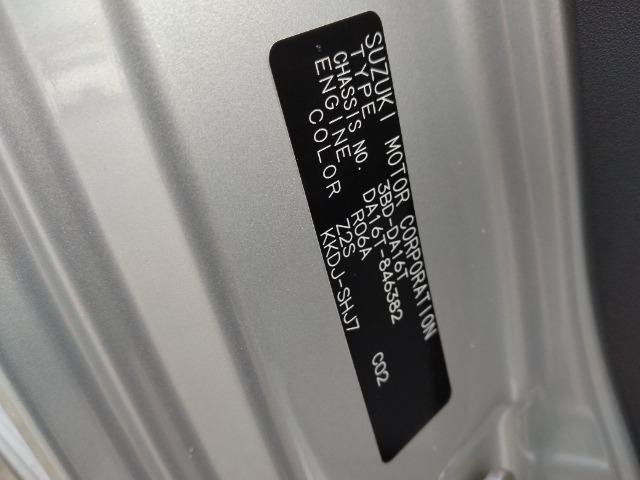 SUZUKI MOTOR CORPORATION
TYPE 3BD-DA16T
CHASSIS NO. DA16T-846382
ENGINE R06A
COLOR Z2S C02
KKDJ-SHJ7